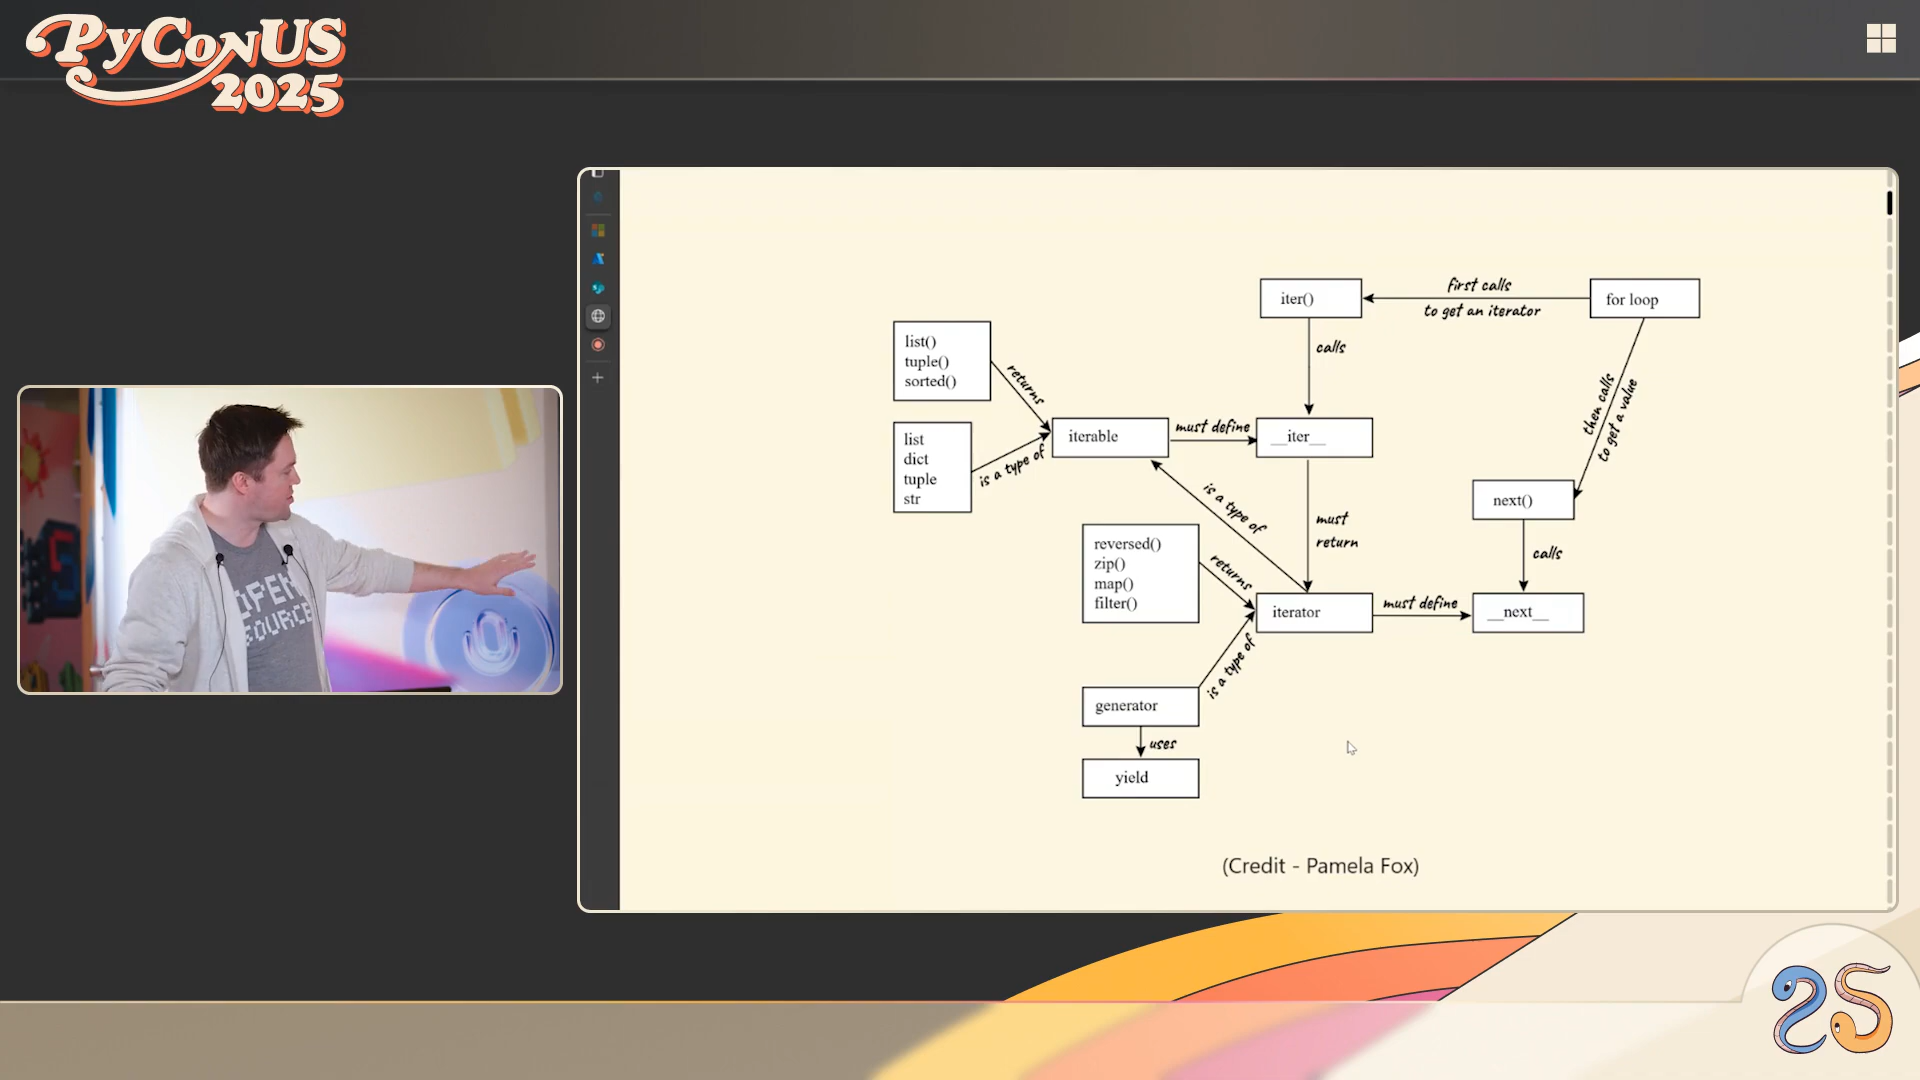 PyConUS
2025
iter()
first calls
to get an iterator
for loop
list()
tuple()
sorted()
returns
calls
then calls
to get a value
list
dict
tuple
str
is a type of
iterable
must define
__iter__
is a type of
must
return
next()
calls
reversed()
zip()
map()
filter()
returns
iterator
must define
__next__
is a type of
generator
uses
yield
(Credit - Pamela Fox)
OPEN
SOURCE
25